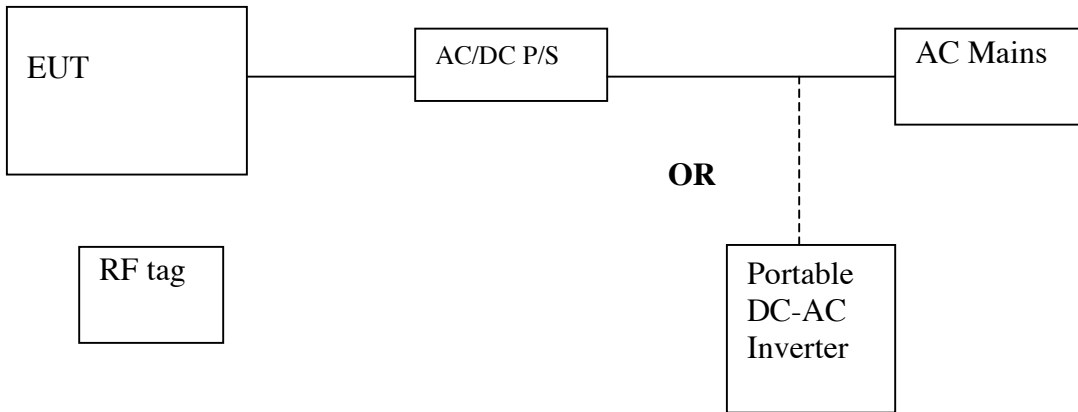 EUT
AC/DC P/S
AC Mains
OR
RF tag
Portable
DC-AC
Inverter